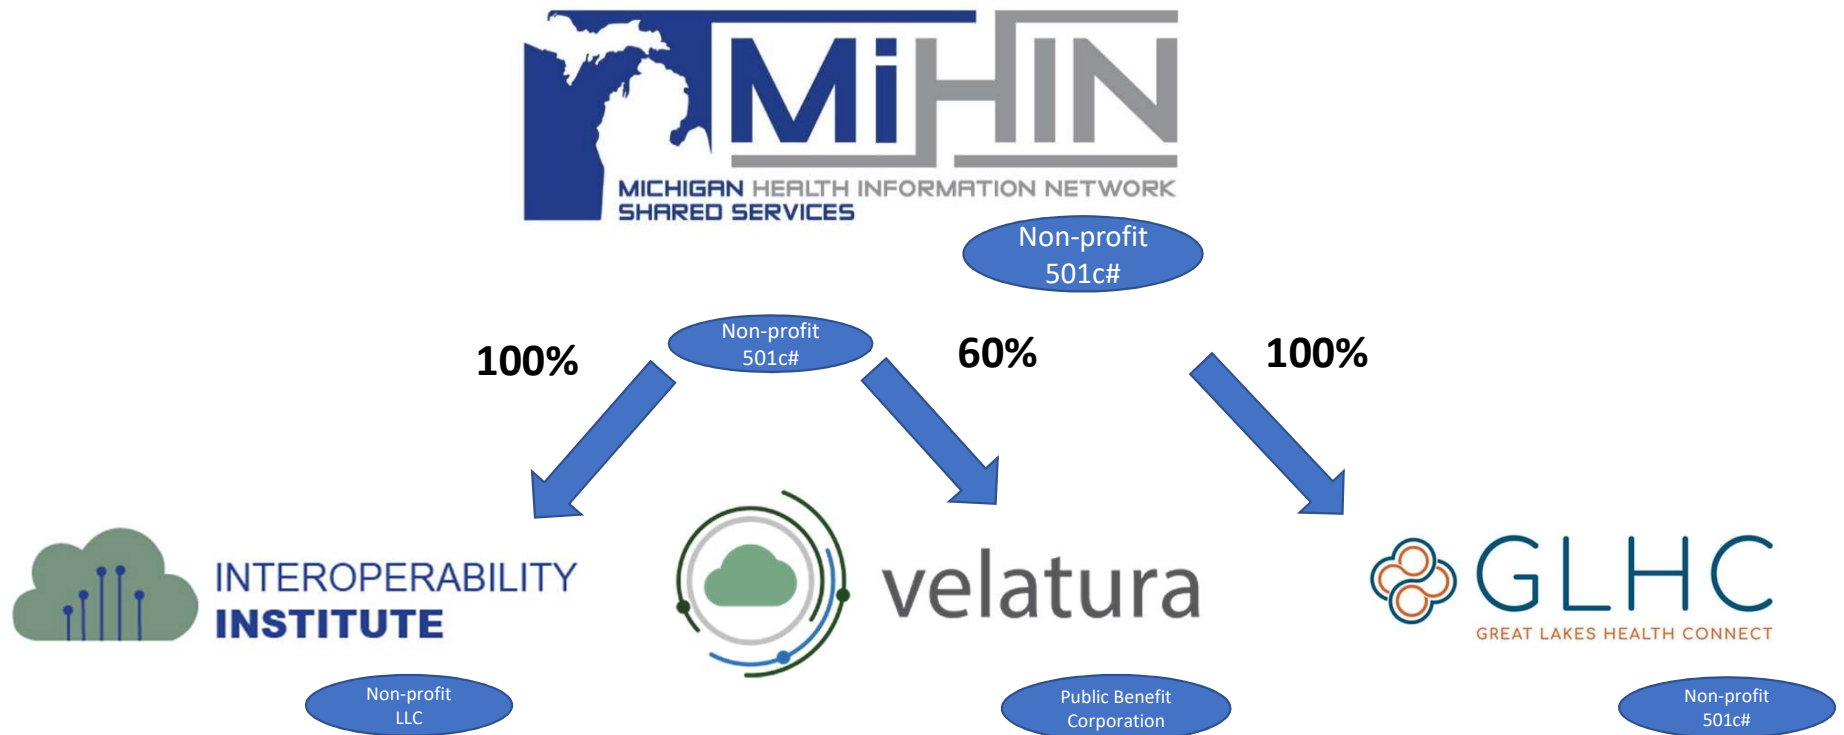 MiHIN
MICHIGAN HEALTH INFORMATION NETWORK
SHARED SERVICES
Non-profit
501c#
100%
Non-profit
501c#
60%
100%
INTEROPERABILITY
INSTITUTE
velatura
GLHC
GREAT LAKES HEALTH CONNECT
Non-profit
LLC
Public Benefit
Corporation
Non-profit
501c#